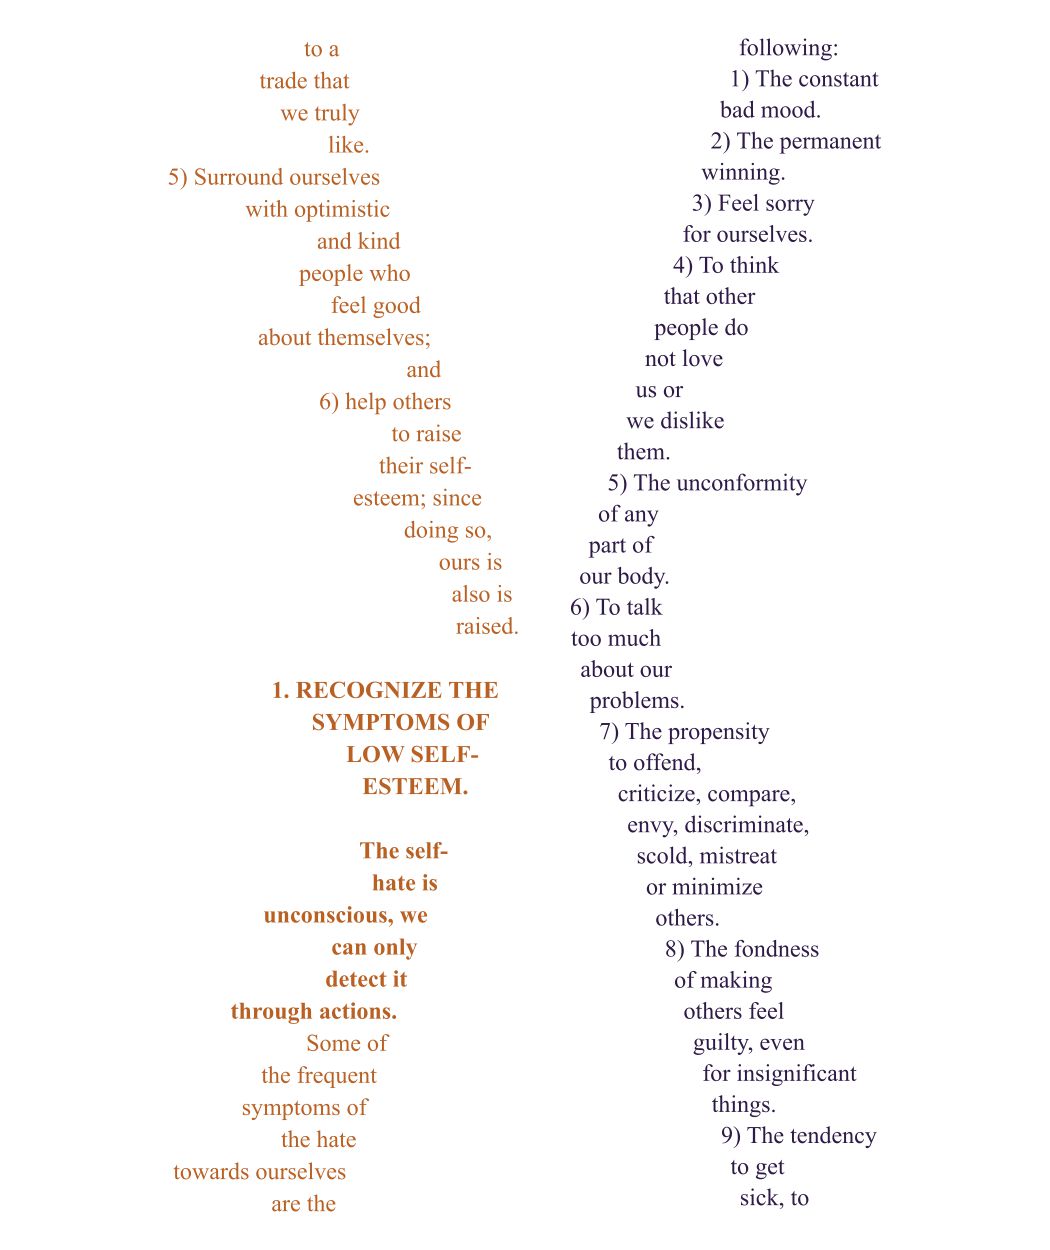 to a
trade that
we truly
like.
5) Surround ourselves
with optimistic
and kind
people who
feel good
about themselves;
and
6) help others
to raise
their self-
esteem; since
doing so,
ours is
also is
raised.
1. RECOGNIZE THE
SYMPTOMS OF
LOW SELF-
ESTEEM.
The self-
hate is
unconscious, we
can only
detect it
through actions.
Some of
the frequent
symptoms of
the hate
towards ourselves
are the
following:
1) The constant
bad mood.
2) The permanent
winning.
3) Feel sorry
for ourselves.
4) To think
that other
people do
not love
us or
we dislike
them.
5) The unconformity
of any
part of
our body.
6) To talk
too much
about our
problems.
7) The propensity
to offend,
criticize, compare,
envy, discriminate,
scold, mistreat
or minimize
others.
8) The fondness
of making
others feel
guilty, even
for insignificant
things.
9) The tendency
to get
sick, to